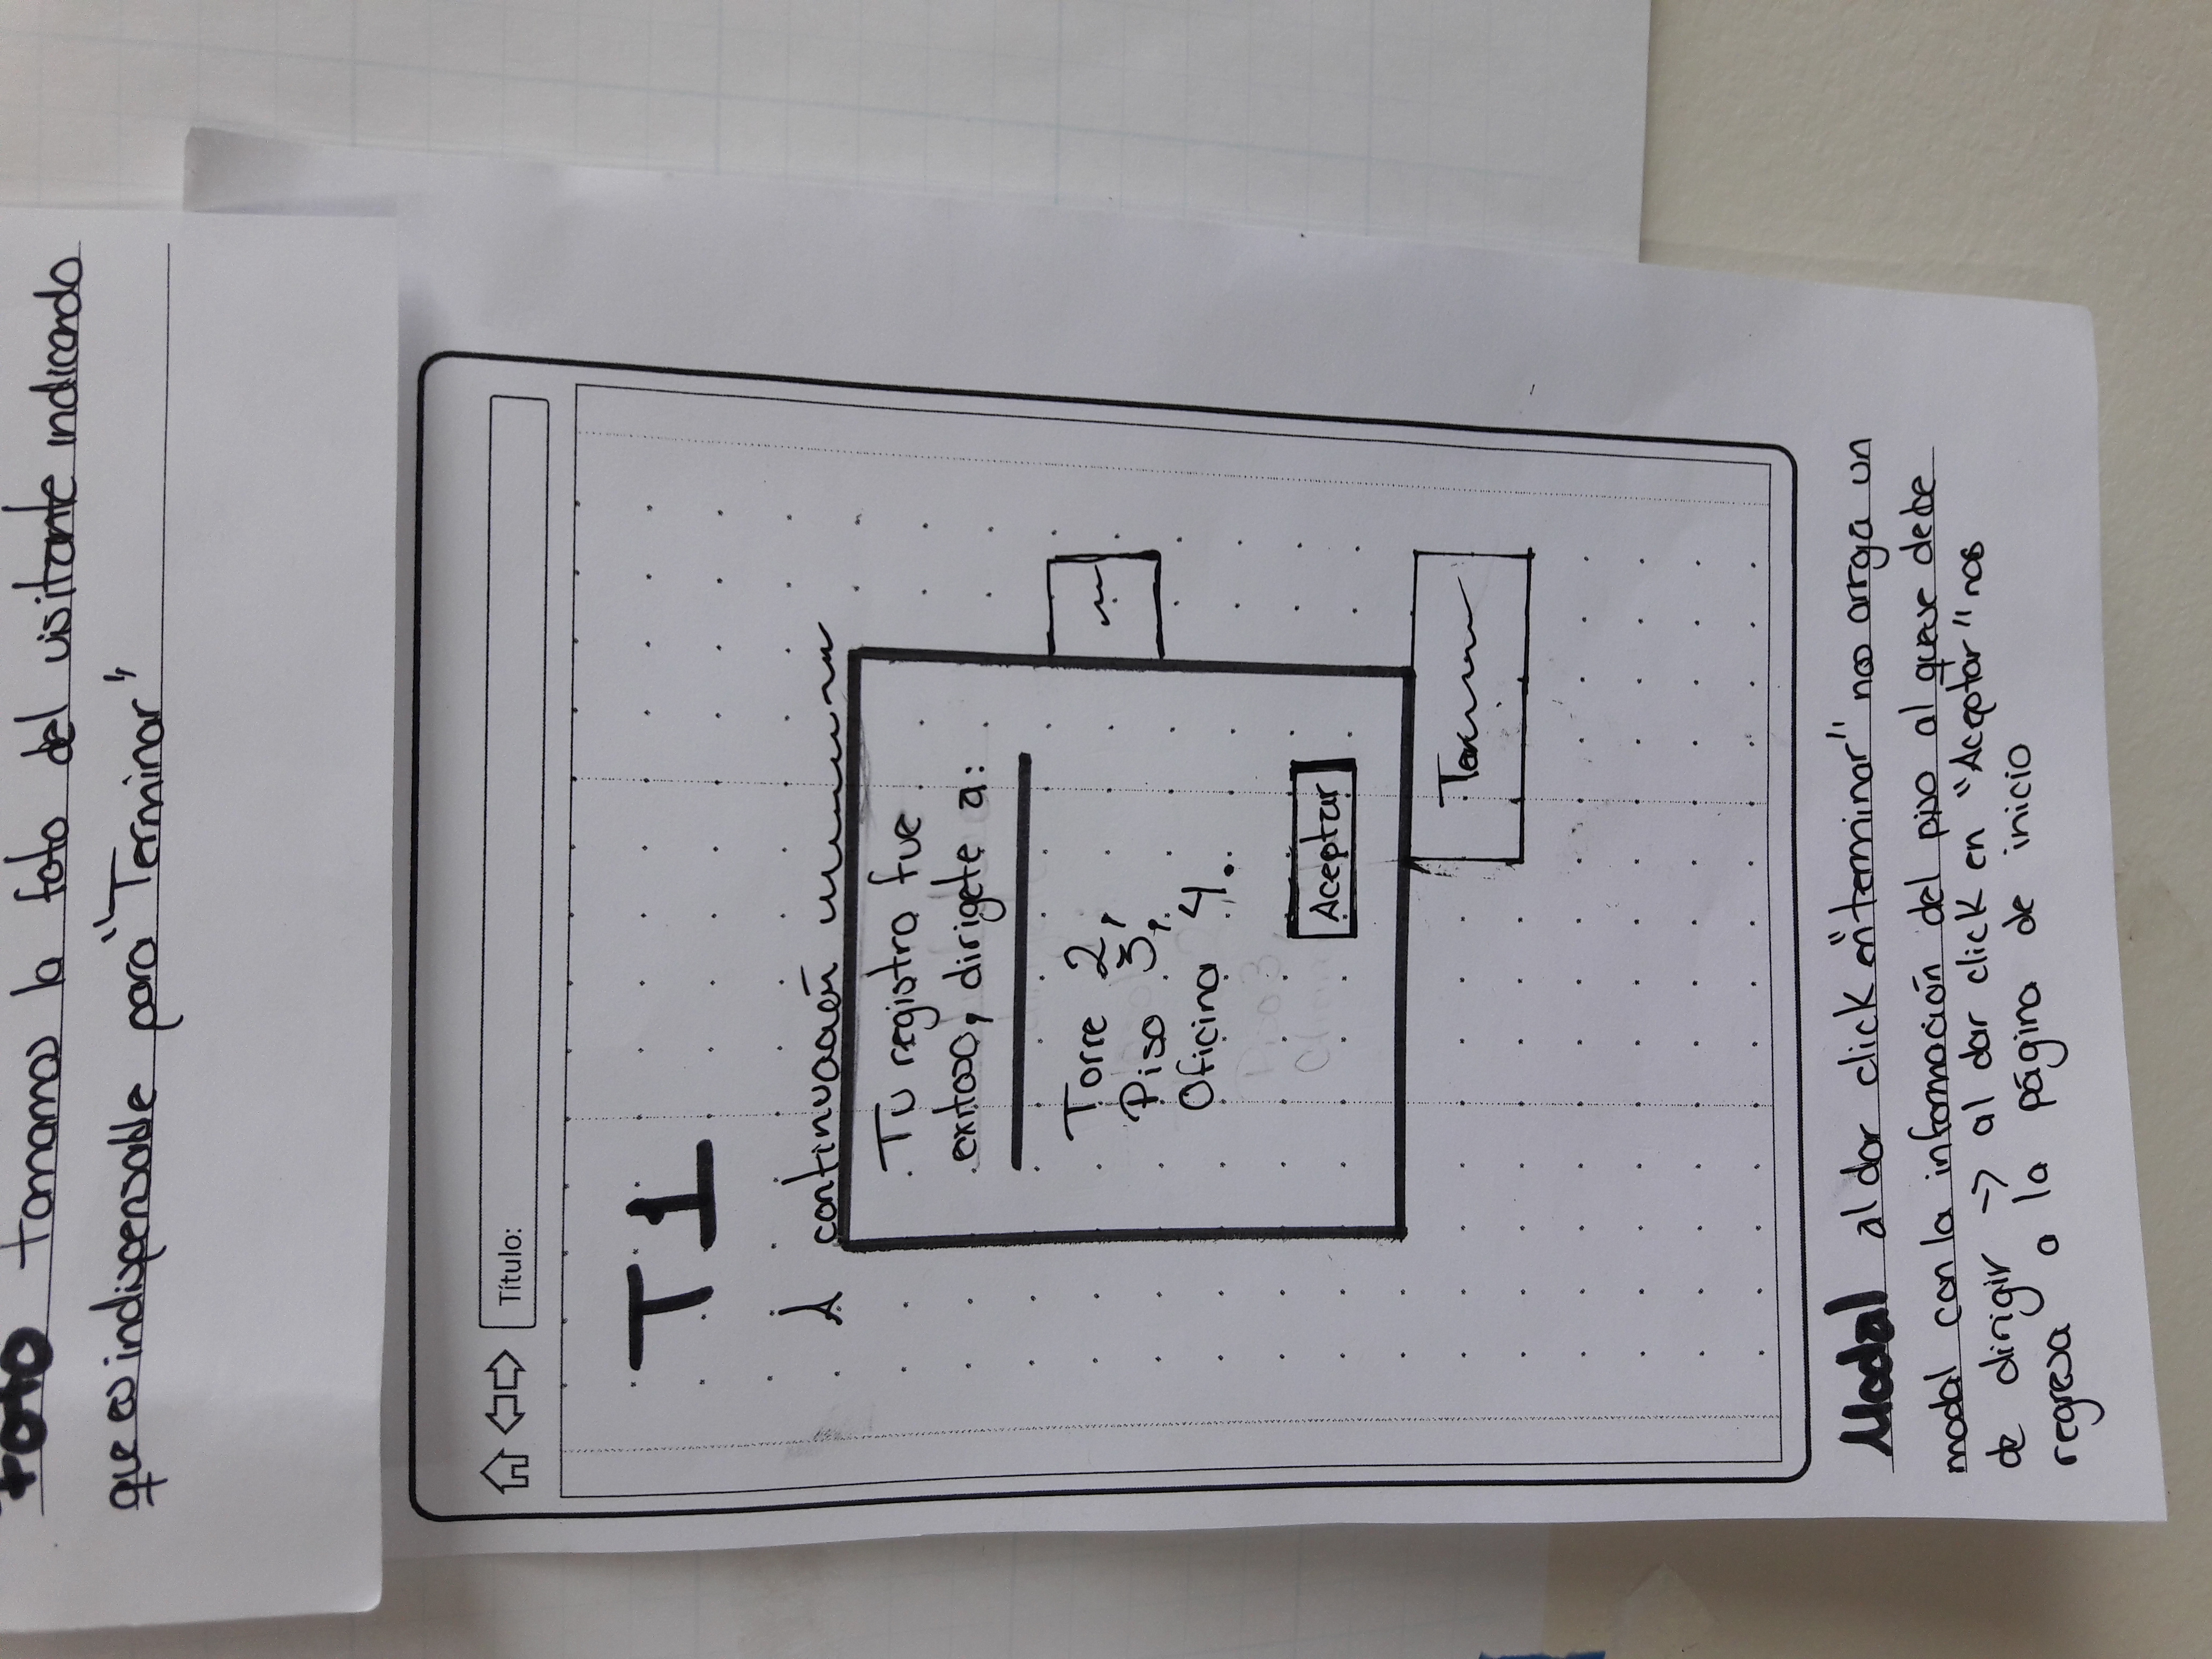 Foto tomamos la foto del visitante indicando
que es indispensable para "Terminar"
Título:
T1
A continuación
Tu registro fue
exitoso, dirigete a:
Torre 2,
Piso 3,
Oficina 4.
Piso 3,
Aceptar
Modal al dar click en "terminar" nos arrga un
modal con la información del piso al que se debe
de dirigir -> al dar click en "Aceptar" nos
regresa a la página de inicio